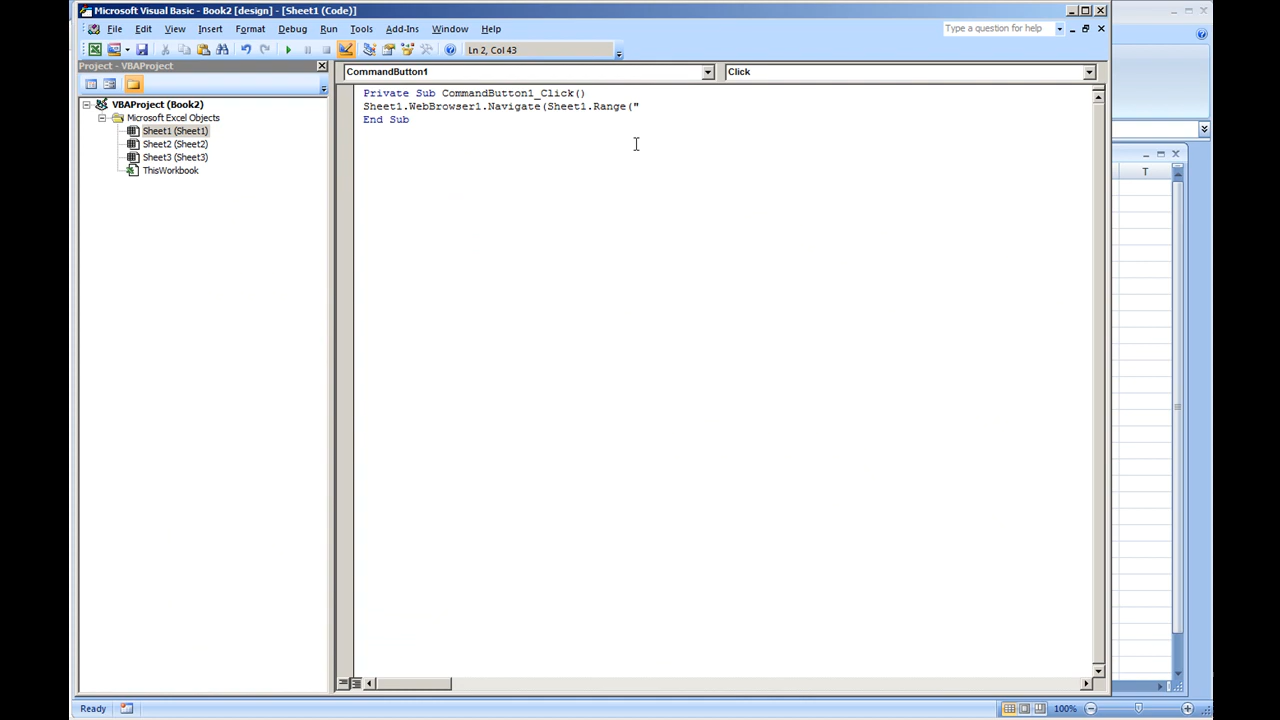 Microsoft Visual Basic - Book2 [design] - [Sheet1 (Code)]
File Edit View Insert Format Debug Run Tools Add-Ins Window Help
Type a question for help
Ln 2, Col 43
Project - VBAProject
CommandButton1
Click
VBAProject (Book2)
Microsoft Excel Objects
Sheet1 (Sheet1)
Sheet2 (Sheet2)
Sheet3 (Sheet3)
ThisWorkbook
Private Sub CommandButton1_Click()
Sheet1.WebBrowser1.Navigate(Sheet1.Range("
End Sub
T
Ready
100%